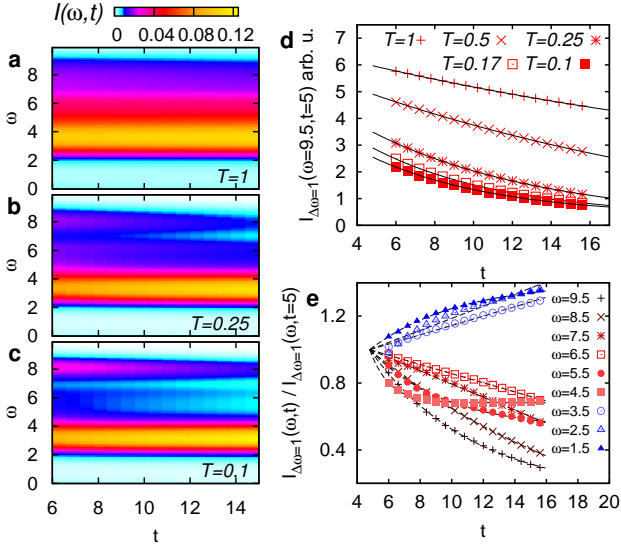 I(ω,t)
0 0.04 0.08 0.12
a
ω
8
6
4
2
0
T=1
b
ω
8
6
4
2
0
T=0.25
c
ω
8
6
4
2
0
T=0.1
6 8 10 12 14
t
d
T=1 T=0.5 T=0.25
T=0.17 T=0.1
I_{Δω=1}(ω=9.5,t=5) arb. u.
7
6
5
4
3
2
1
0
4 6 8 10 12 14 16
t
e
I_{Δω=1}(ω,t) / I_{Δω=1}(ω,t=5)
1.2
0.8
0.4
ω=9.5
ω=8.5
ω=7.5
ω=6.5
ω=5.5
ω=4.5
ω=3.5
ω=2.5
ω=1.5
4 6 8 10 12 14 16 18 20
t